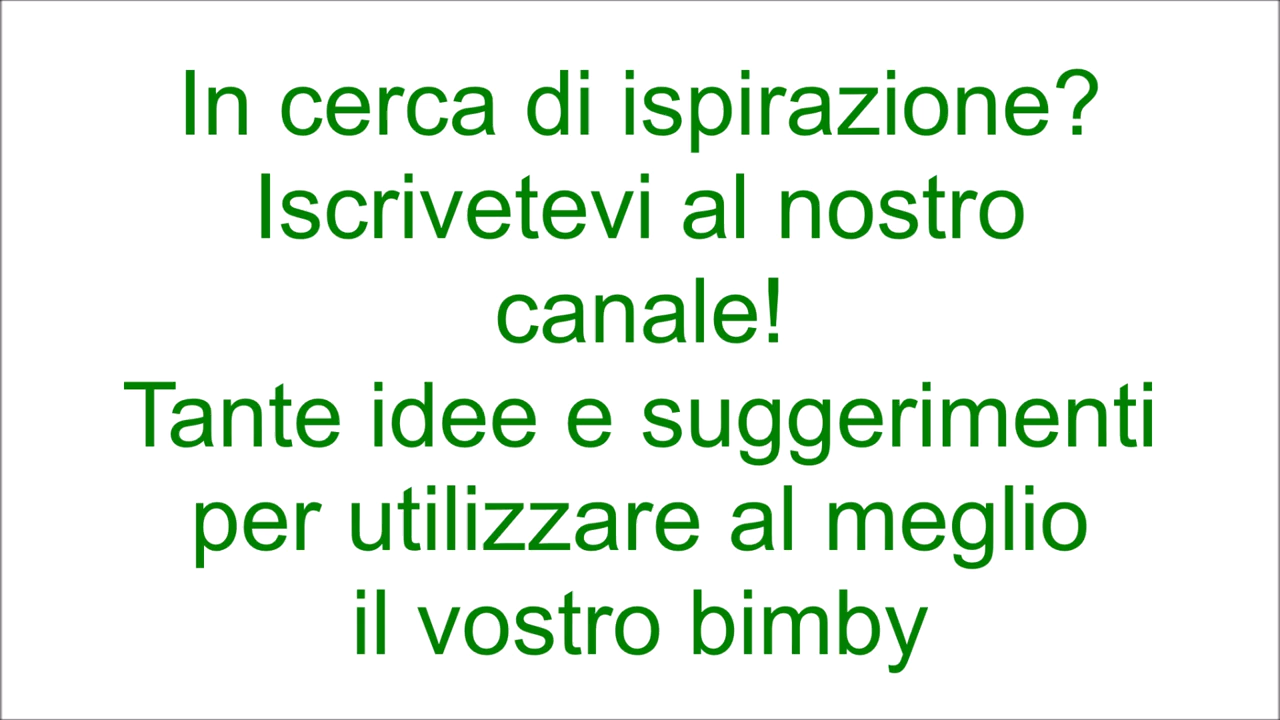 In cerca di ispirazione?
Iscrivetevi al nostro
canale!
Tante idee e suggerimenti
per utilizzare al meglio
il vostro bimby